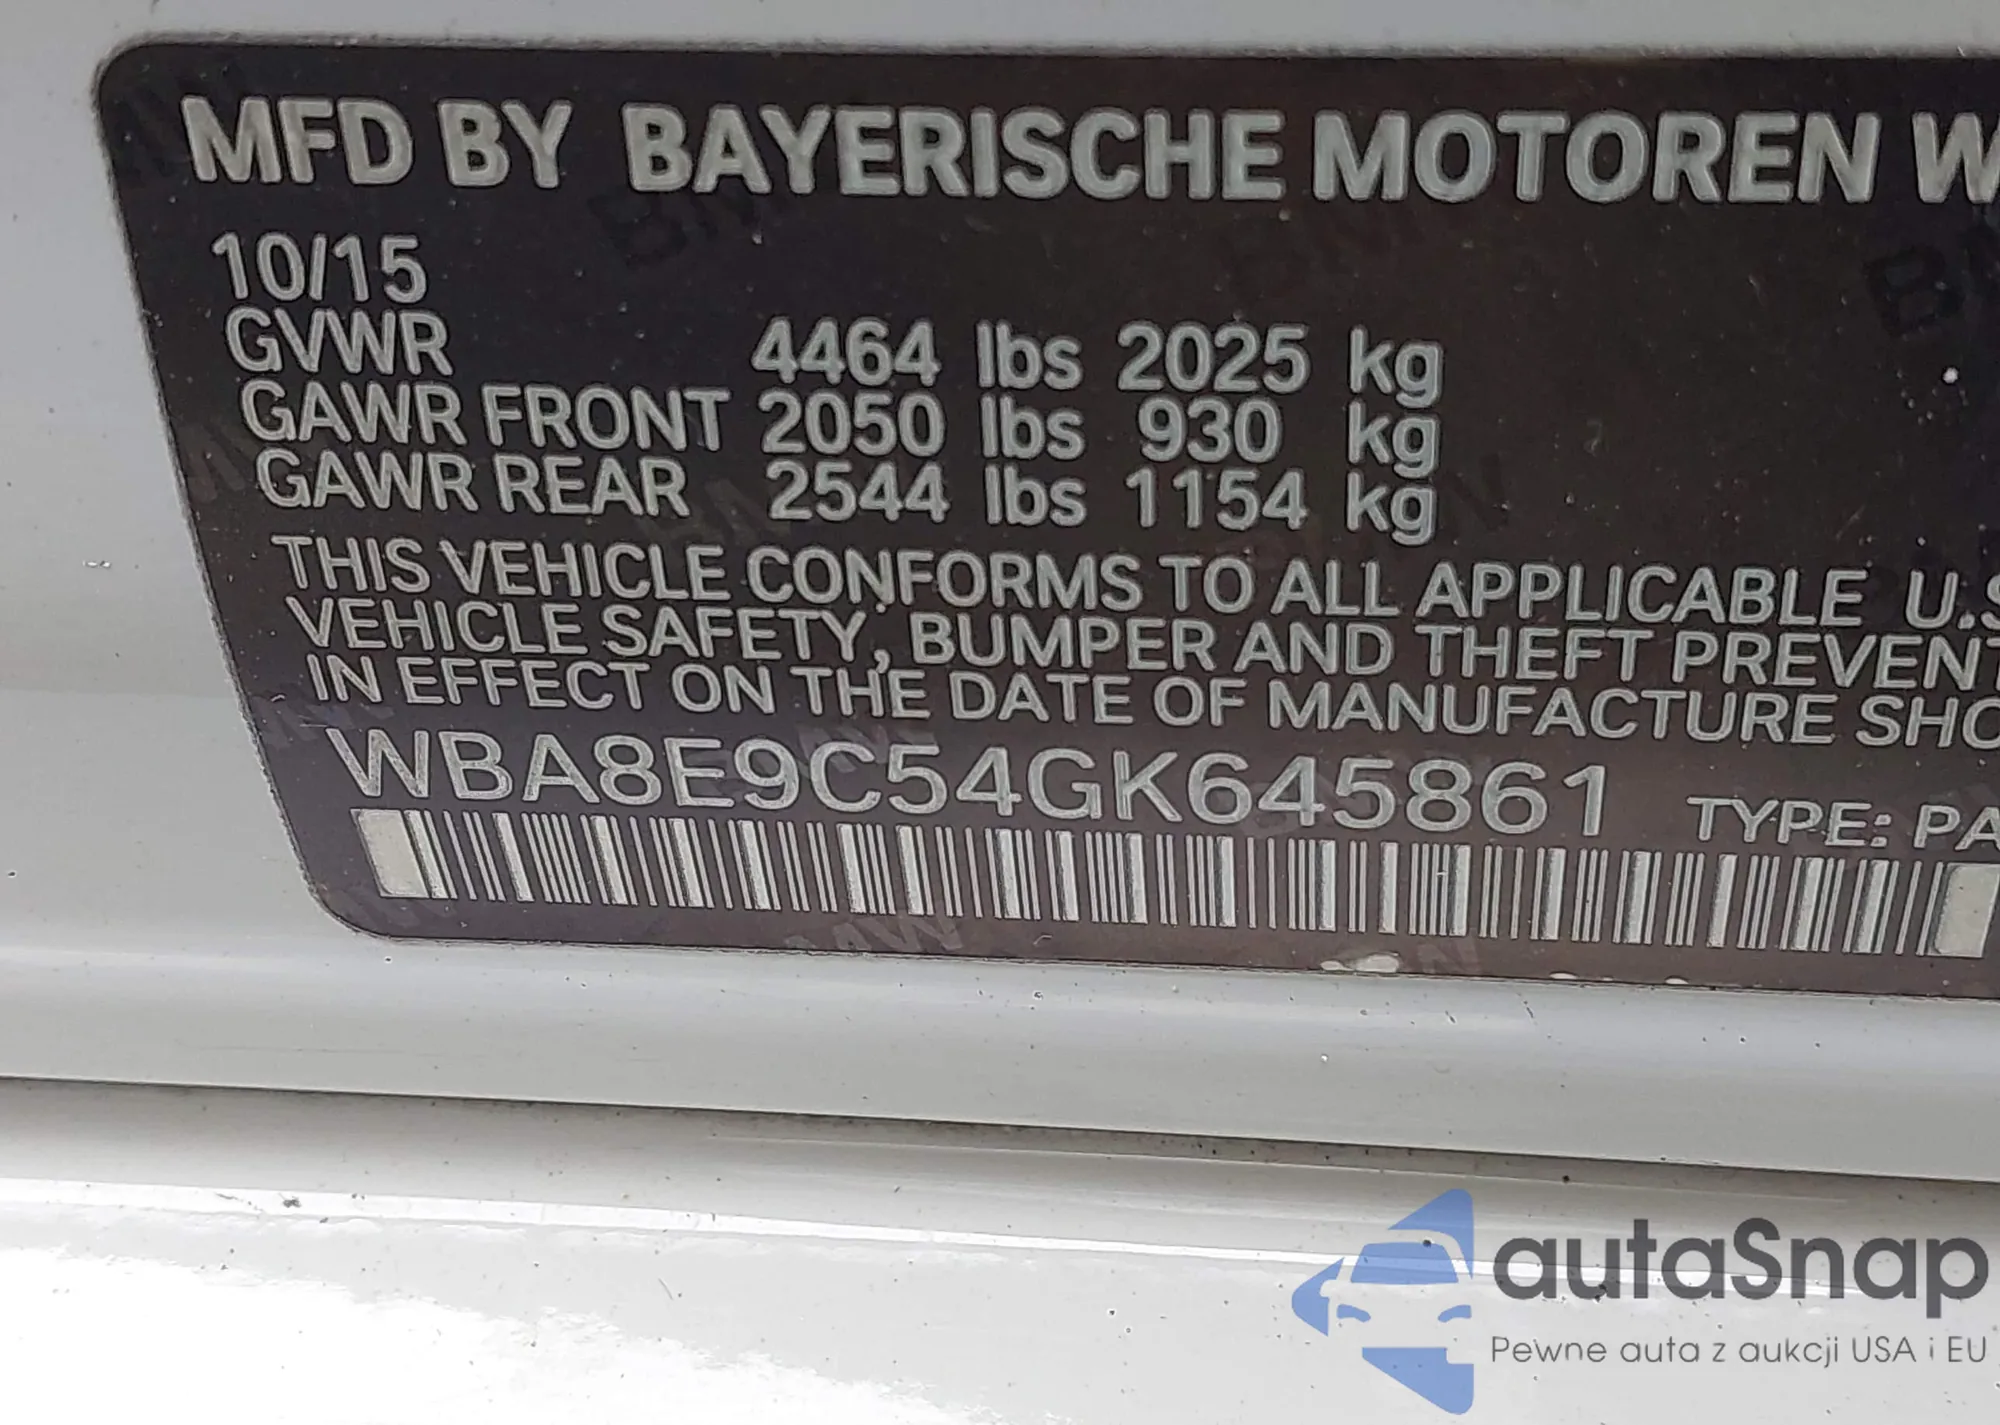 MFD BY BAYERISCHE MOTOREN W
10/15
GVWR 4464 lbs 2025 kg
GAWR FRONT 2050 lbs 930 kg
GAWR REAR 2544 lbs 1154 kg
THIS VEHICLE CONFORMS TO ALL APPLICABLE U.S
VEHICLE SAFETY, BUMPER AND THEFT PREVENT
IN EFFECT ON THE DATE OF MANUFACTURE SHO
WBA8E9C54GK645861 TYPE: PA
autaSnap
Pewne auta z aukcji USA i EU